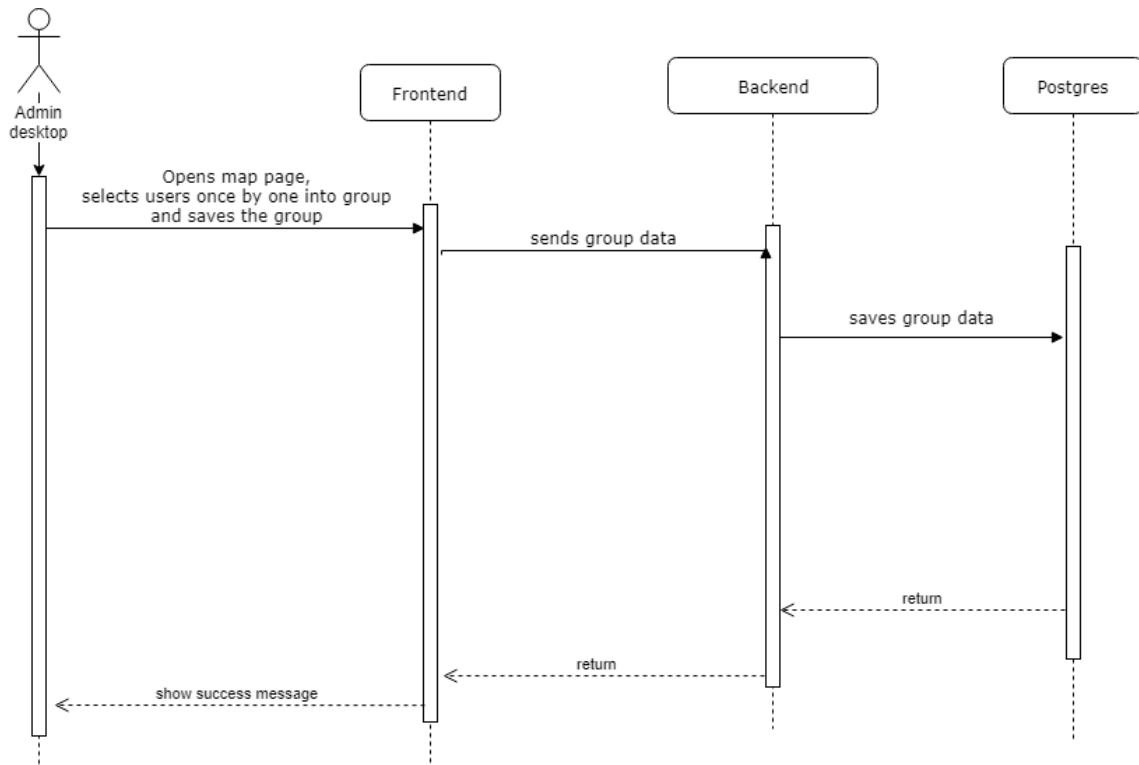 Admin
desktop
Frontend
Backend
Postgres
Opens map page,
selects users once by one into group
and saves the group
sends group data
saves group data
return
return
show success message